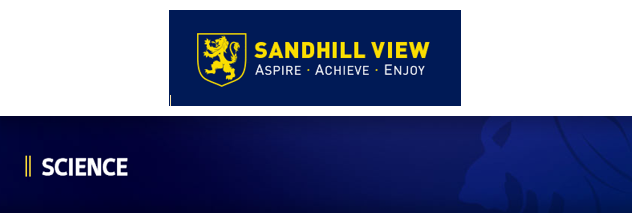 SANDHILL VIEW
ASPIRE · ACHIEVE · ENJOY
SCIENCE